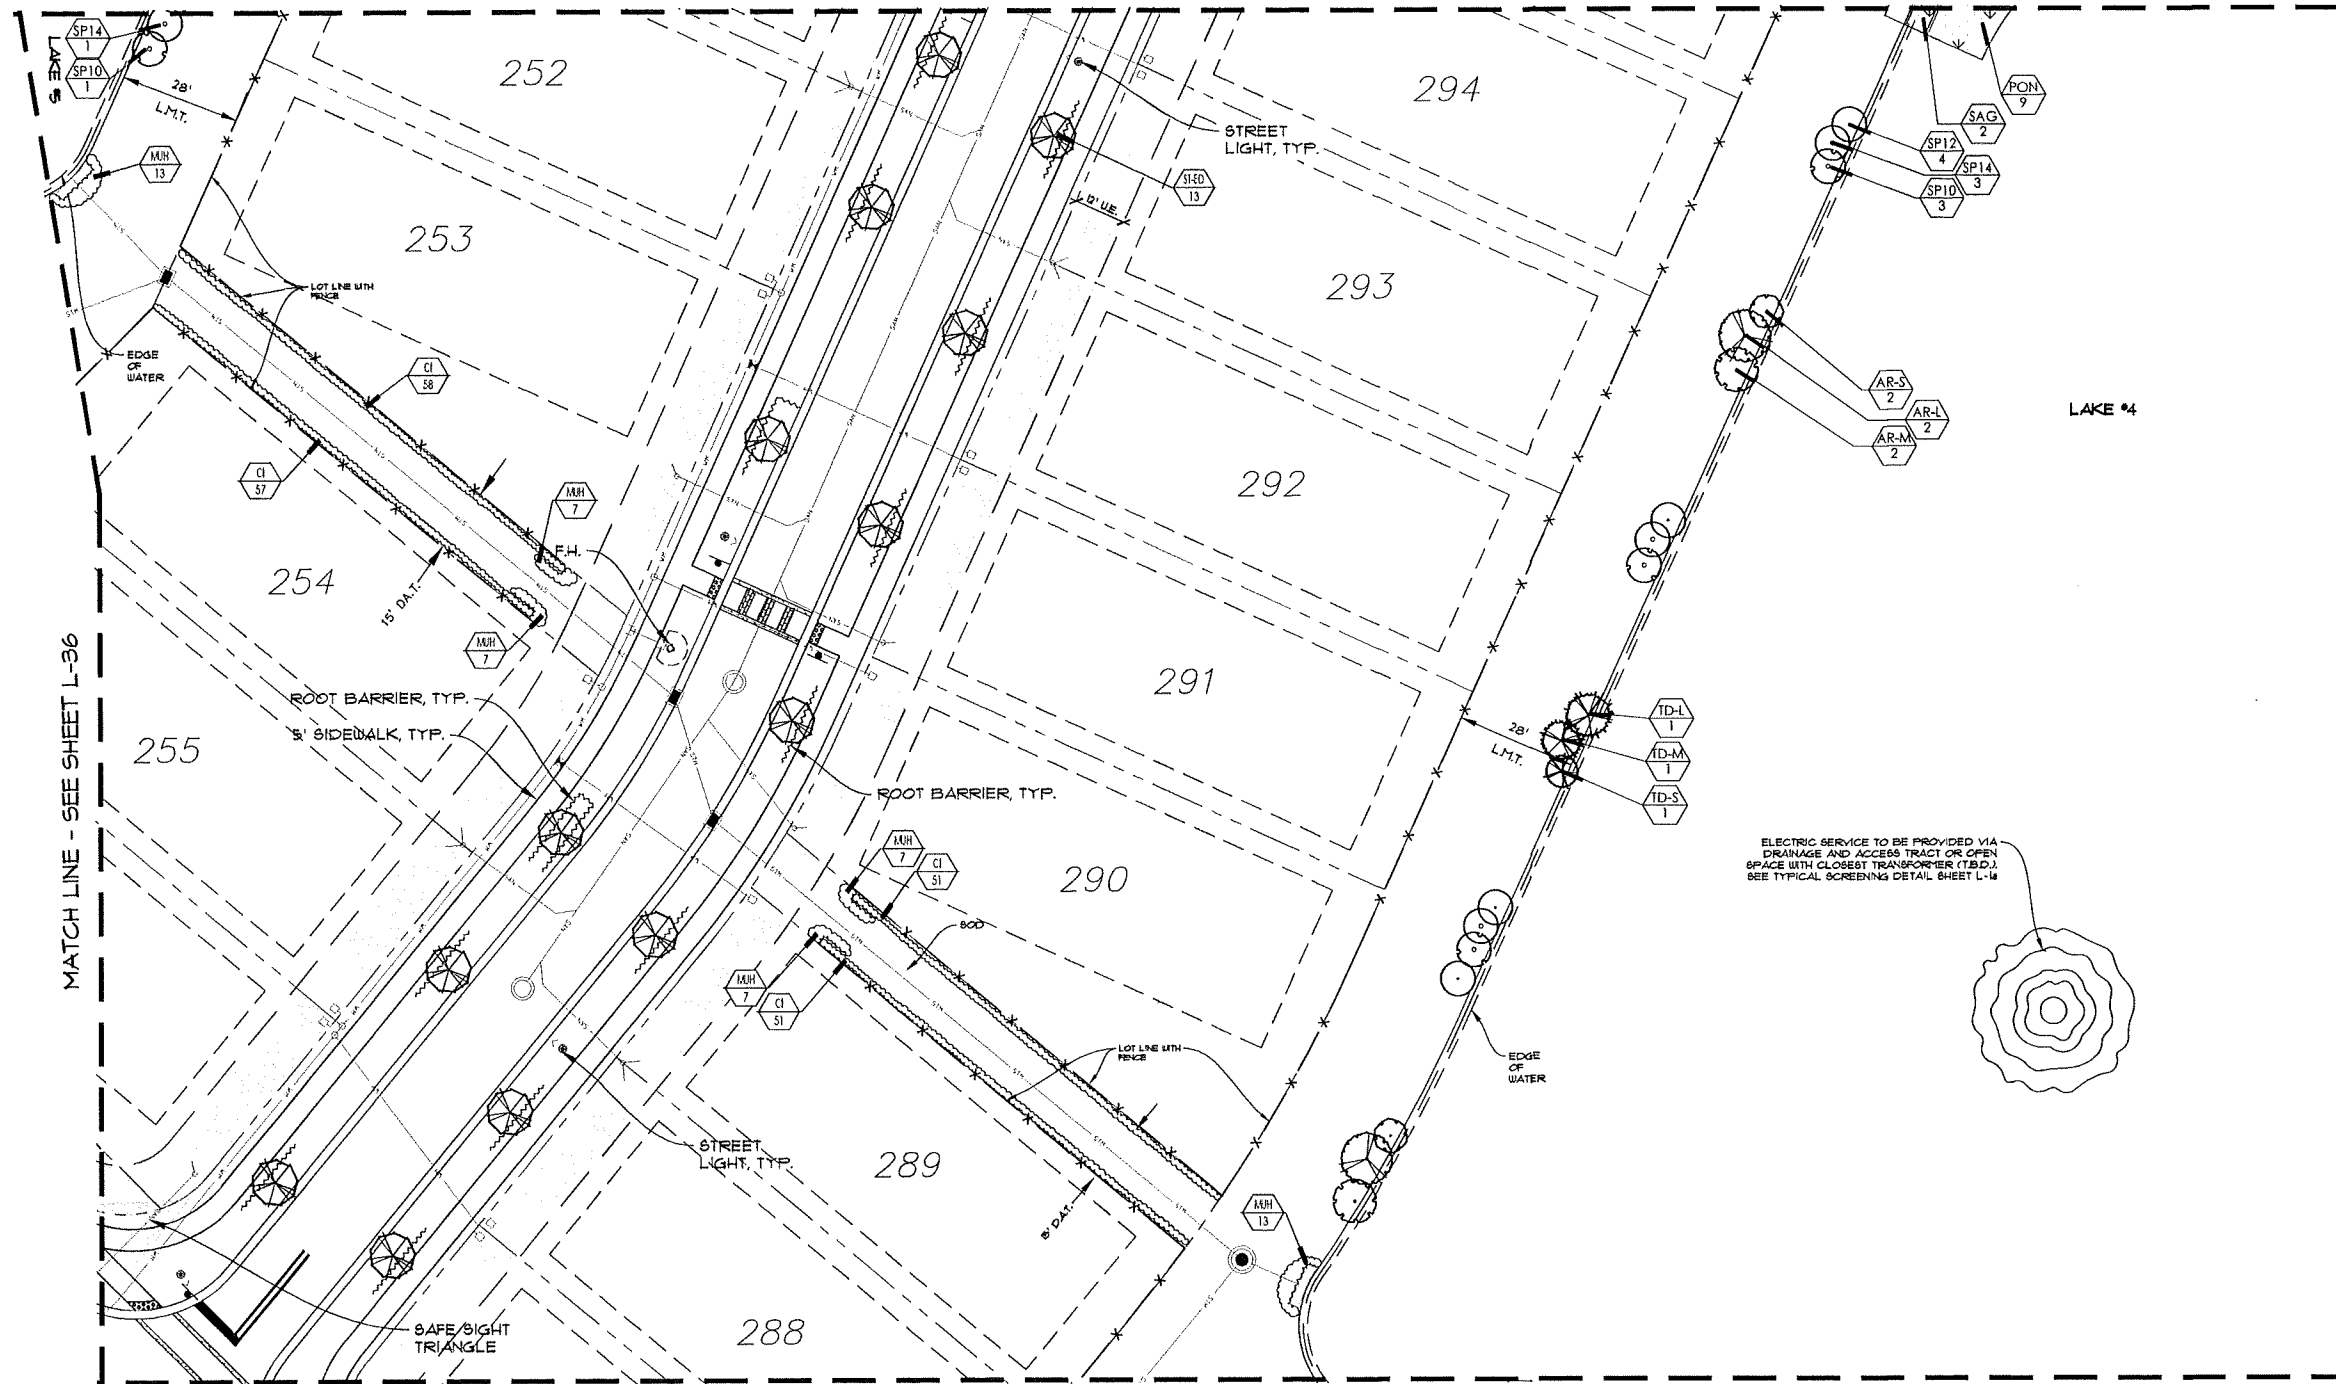 SP14
1
SP10
1
LAKE #5
28'
L.M.T.
MUH
13
252
253
LOT LINE WITH
FENCE
EDGE
OF
WATER
CI
58
CI
57
MUH
7
F.H.
254
15' D.A.T.
MUH
7
MATCH LINE - SEE SHEET L-36
255
ROOT BARRIER, TYP.
5' SIDEWALK, TYP.
STREET
LIGHT, TYP.
ST-ED
13
12' U.E.
294
293
292
291
290
289
288
PON
9
SAG
2
SP12
4
SP14
3
SP10
3
AR-S
2
AR-L
2
AR-M
2
LAKE #4
28'
L.M.T.
TD-L
1
TD-M
1
TD-S
1
ROOT BARRIER, TYP.
MUH
7
CI
51
SOD
MUH
7
CI
51
ELECTRIC SERVICE TO BE PROVIDED VIA
DRAINAGE AND ACCESS TRACT OR OPEN
SPACE WITH CLOSEST TRANSFORMER (T.B.D.).
SEE TYPICAL SCREENING DETAIL SHEET
LOT LINE WITH
FENCE
EDGE
OF
WATER
STREET
LIGHT, TYP.
D.A.T.
MUH
13
SAFE SIGHT
TRIANGLE